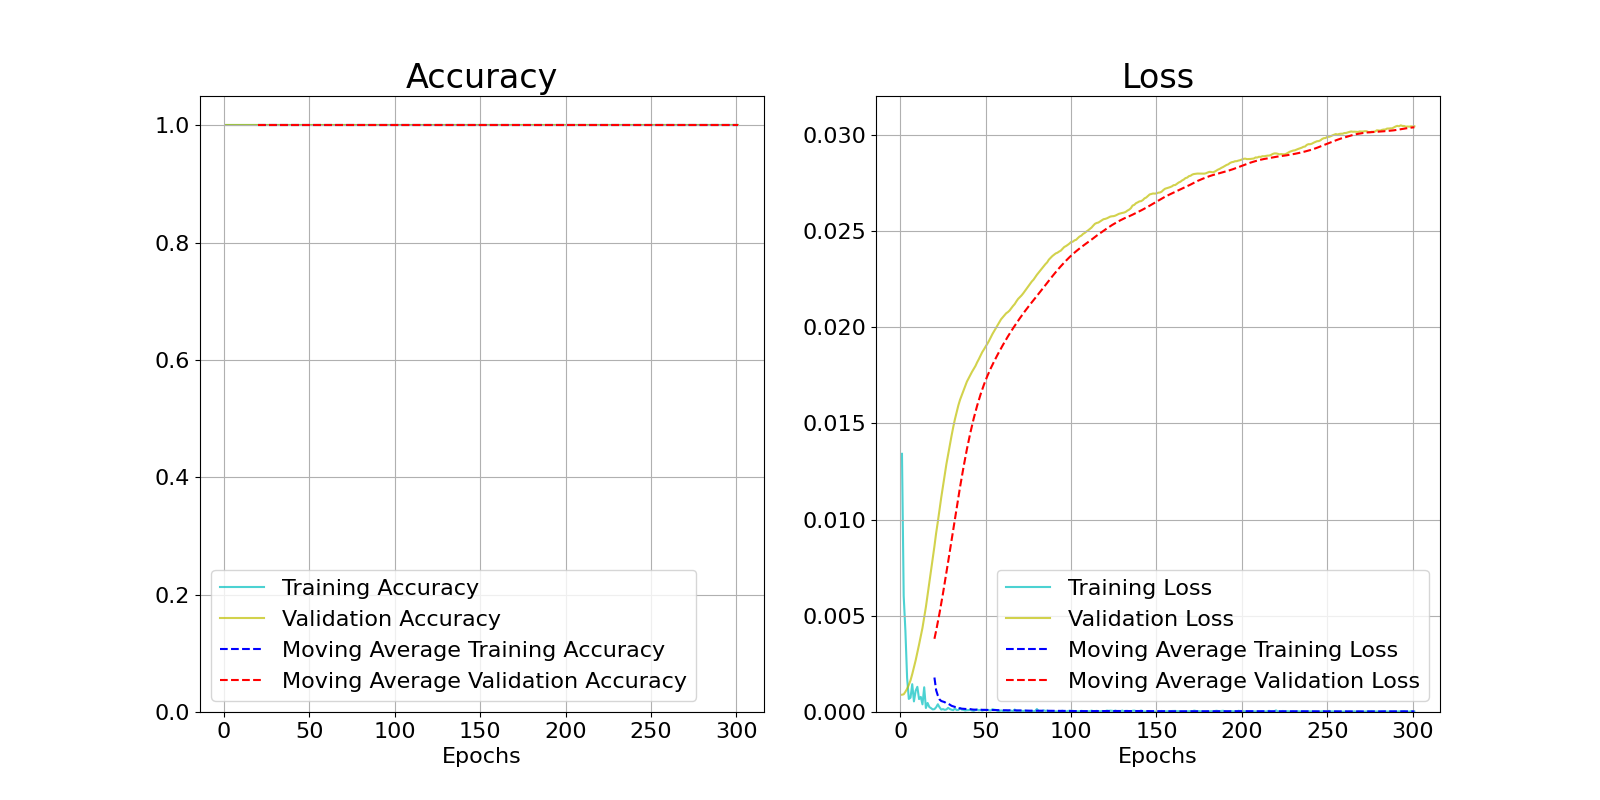 Accuracy
1.0
0.8
0.6
0.4
0.2
0.0
0 50 100 150 200 250 300
Epochs
Training Accuracy
Validation Accuracy
Moving Average Training Accuracy
Moving Average Validation Accuracy
Loss
0.030
0.025
0.020
0.015
0.010
0.005
0.000
0 50 100 150 200 250 300
Epochs
Training Loss
Validation Loss
Moving Average Training Loss
Moving Average Validation Loss